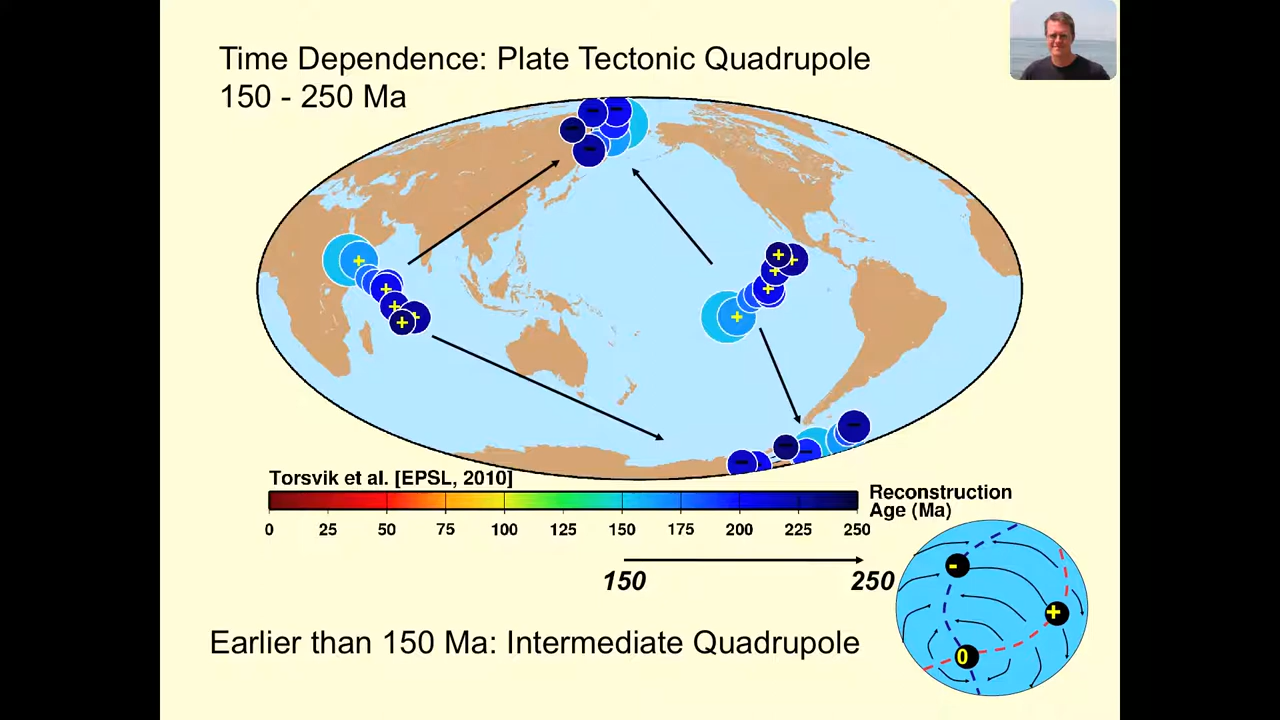 Time Dependence: Plate Tectonic Quadrupole
150 - 250 Ma
Torsvik et al. [EPSL, 2010]
Reconstruction
Age (Ma)
0 25 50 75 100 125 150 175 200 225 250
150 250
Earlier than 150 Ma: Intermediate Quadrupole
-
+
0